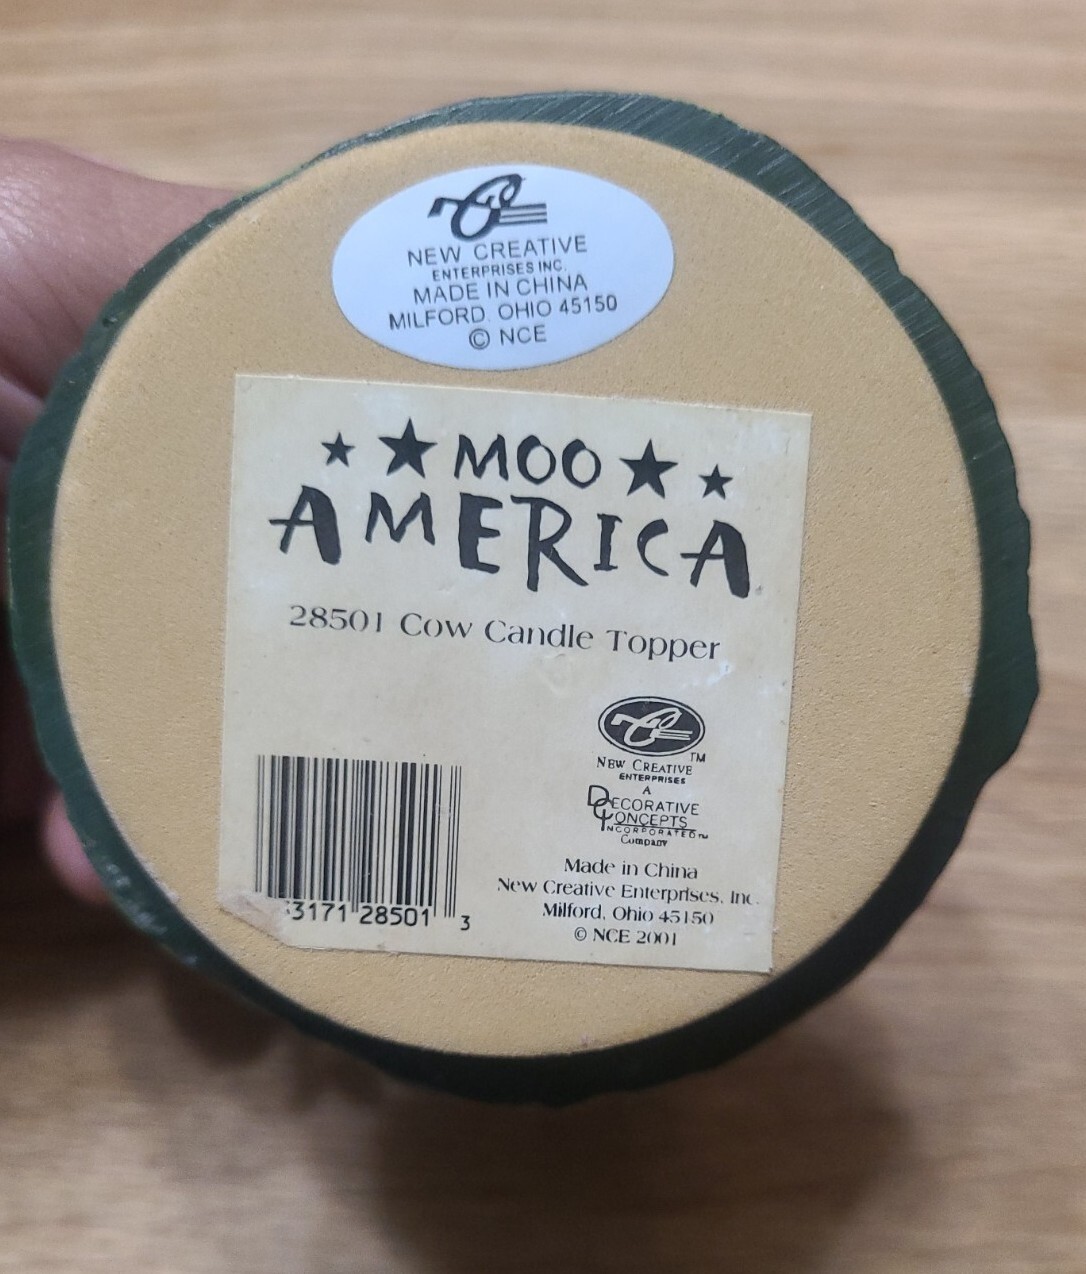 NEW CREATIVE
ENTERPRISES INC.
MADE IN CHINA
MILFORD, OHIO 45150
© NCE
★ ★ MOO ★ ★
AMERICA
28501 Cow Candle Topper
NEW CREATIVE
ENTERPRISES
A
DECORATIVE
CONCEPTS
INCORPORATED™
COMPANY
TM
Made in China
New Creative Enterprises, Inc.
Milford, Ohio 45150
© NCE 2001
3171 28501 3